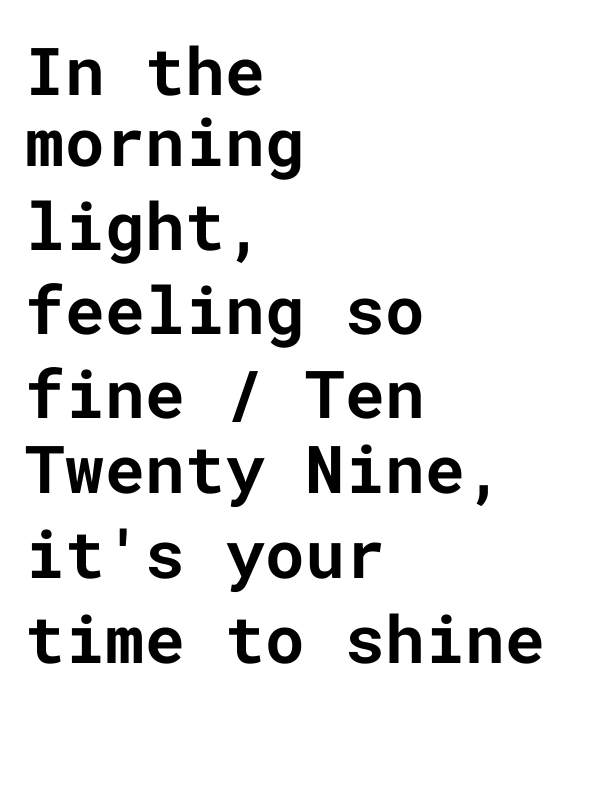 In the
morning
light,
feeling so
fine / Ten
Twenty Nine,
it's your
time to shine